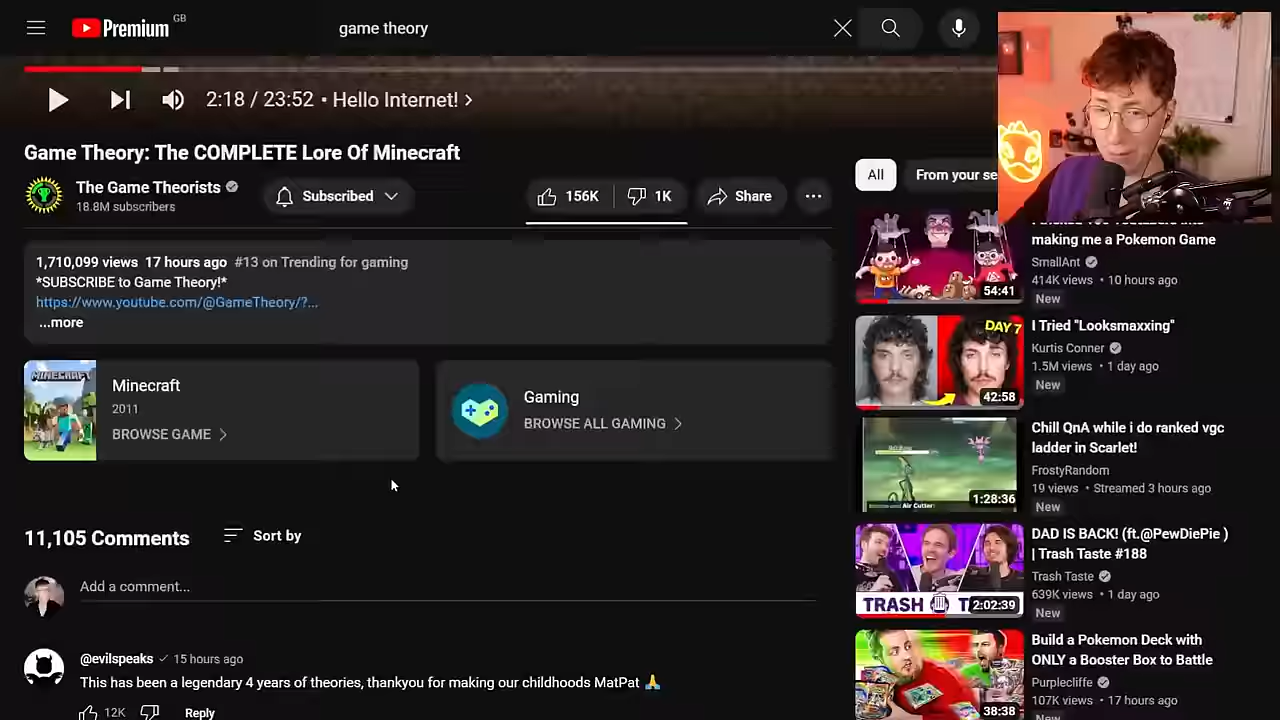 Premium
GB
game theory
2:18 / 23:52 • Hello Internet!
Game Theory: The COMPLETE Lore Of Minecraft
The Game Theorists
18.8M subscribers
Subscribed
156K
1K
Share
...
1,710,099 views 17 hours ago #13 on Trending for gaming
*SUBSCRIBE to Game Theory!*
https://www.youtube.com/@GameTheory/?...
...more
MINECRAFT
Minecraft
2011
BROWSE GAME
Gaming
BROWSE ALL GAMING
11,105 Comments
Sort by
Add a comment...
@evilspeaks
15 hours ago
This has been a legendary 4 years of theories, thankyou for making our childhoods MatPat 🙏
12K
Reply
All
From your se
making me a Pokemon Game
SmallAnt
414K views • 10 hours ago
New
54:41
I Tried "Looksmaxxing"
Kurtis Conner
1.5M views • 1 day ago
New
DAY 7
42:58
Chill QnA while i do ranked vgc
ladder in Scarlet!
FrostyRandom
19 views • Streamed 3 hours ago
New
Air Cutter
1:28:36
DAD IS BACK! (ft.@PewDiePie )
| Trash Taste #188
Trash Taste
639K views • 1 day ago
New
TRASH T
2:02:39
Build a Pokemon Deck with
ONLY a Booster Box to Battle
Purplecliffe
107K views • 17 hours ago
38:38